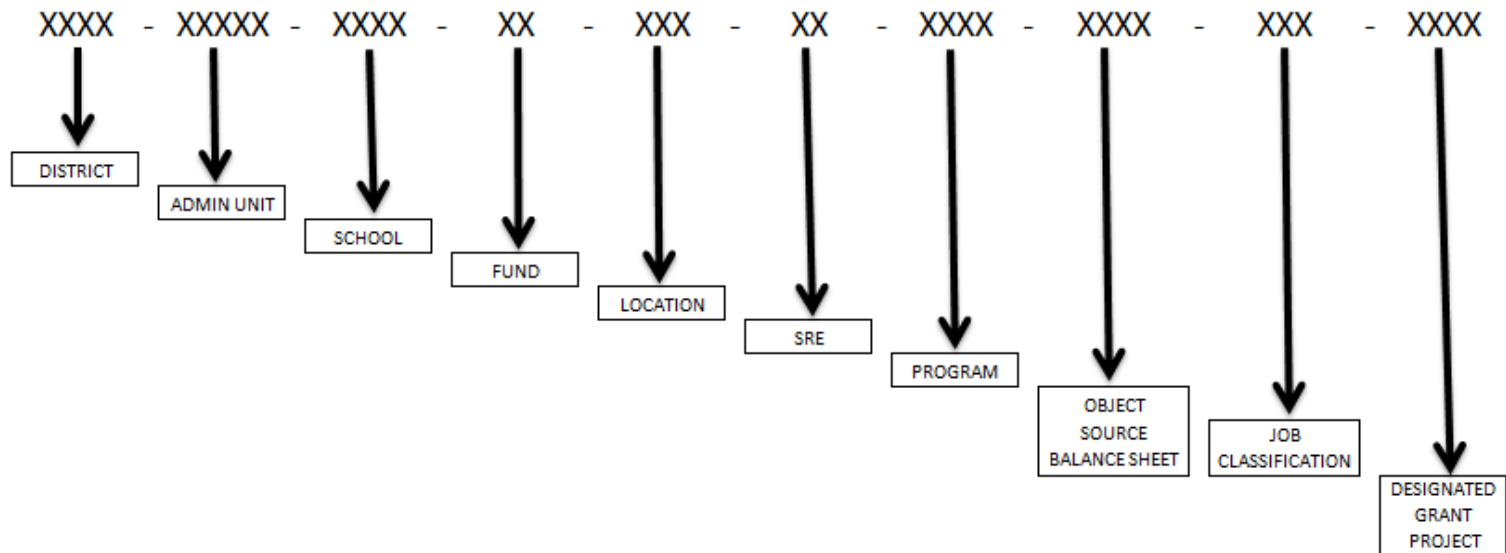 XXXX - XXXXX - XXXX - XX - XXX - XX - XXXX - XXXX - XXX - XXXX
DISTRICT
ADMIN UNIT
SCHOOL
FUND
LOCATION
SRE
PROGRAM
OBJECT
SOURCE
BALANCE SHEET
JOB
CLASSIFICATION
DESIGNATED
GRANT
PROJECT